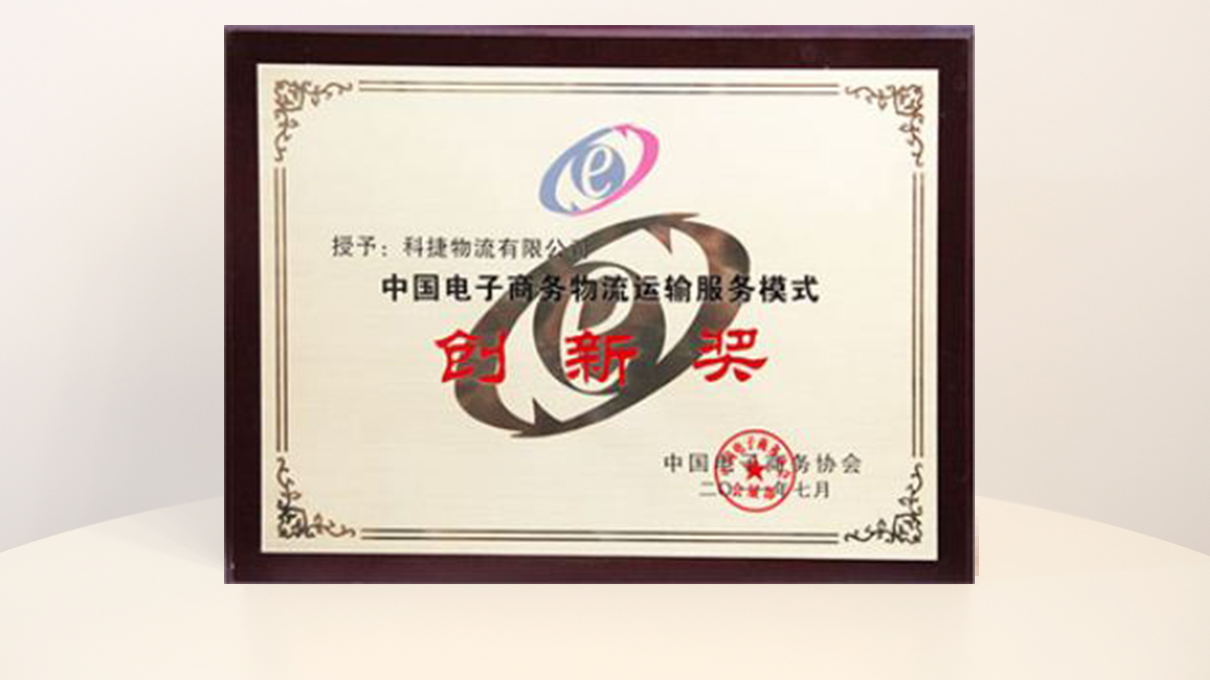 e
授予：科捷物流有限公司
中国电子商务物流运输服务模式
创新奖
中国电子商务协会
二〇一一年七月